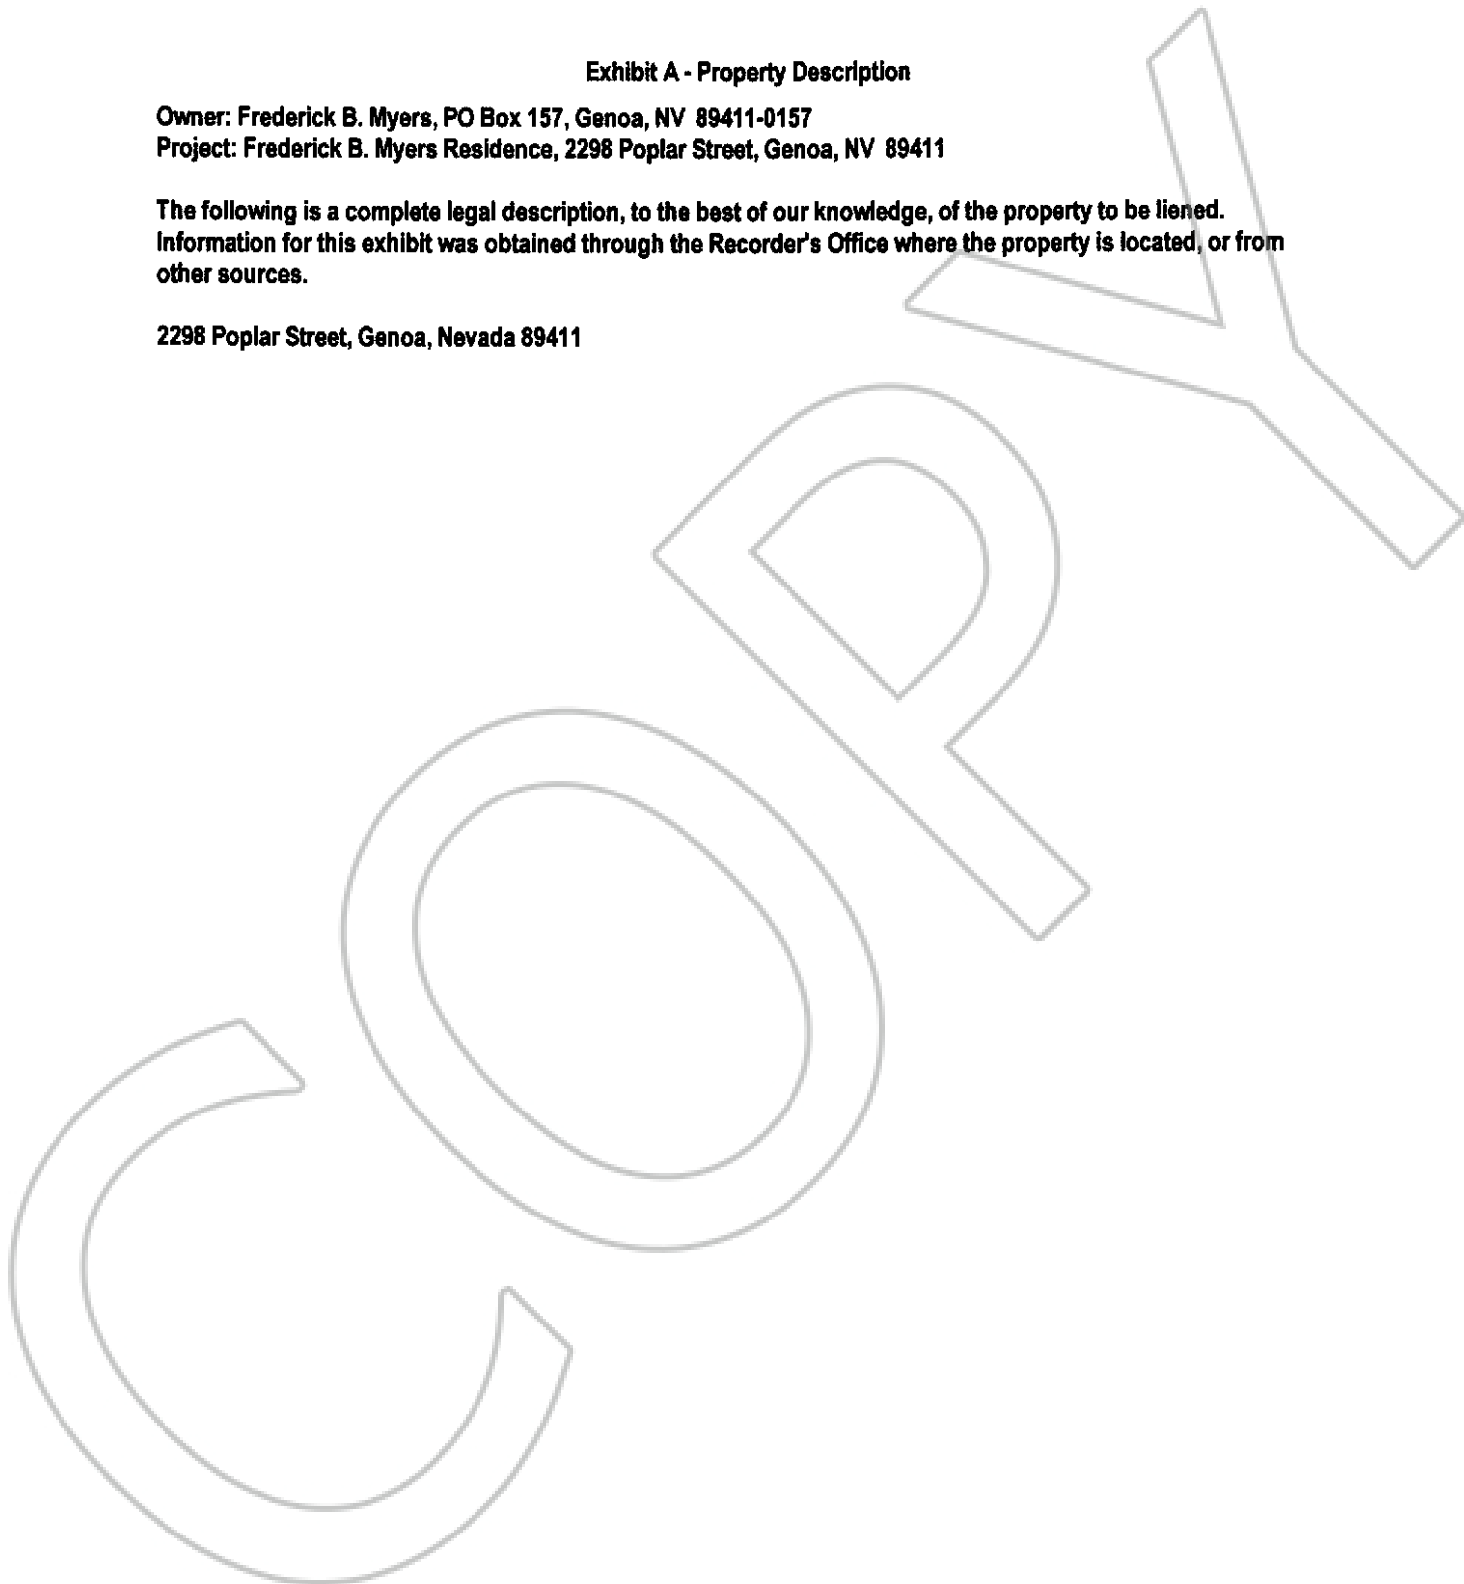 Exhibit A - Property Description
Owner: Frederick B. Myers, PO Box 157, Genoa, NV 89411-0157
Project: Frederick B. Myers Residence, 2298 Poplar Street, Genoa, NV 89411
The following is a complete legal description, to the best of our knowledge, of the property to be liened.
Information for this exhibit was obtained through the Recorder's Office where the property is located, or from
other sources.
2298 Poplar Street, Genoa, Nevada 89411
COPY